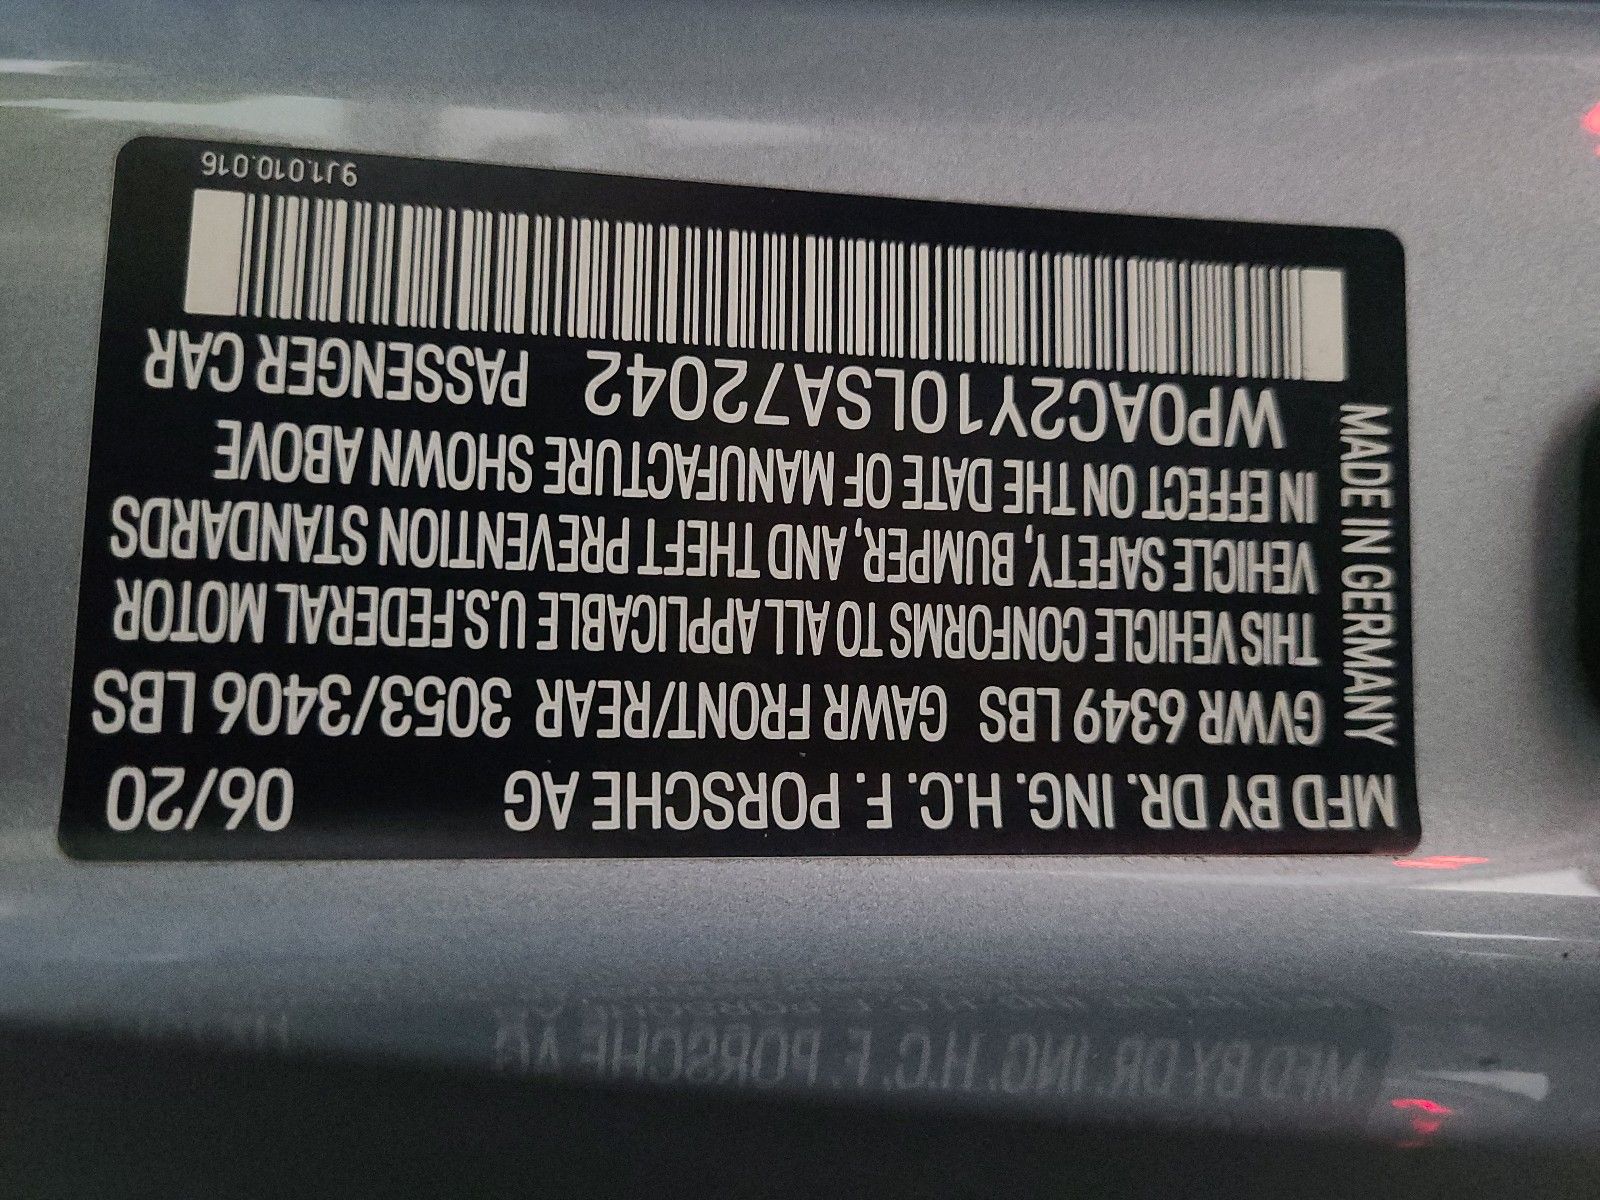 MFD BY DR. ING. H.C. F. PORSCHE AG 06/20
GVWR 6349 LBS GAWR FRONT/REAR 3053/3406 LBS
THIS VEHICLE CONFORMS TO ALL APPLICABLE U.S.FEDERAL MOTOR
VEHICLE SAFETY, BUMPER, AND THEFT PREVENTION STANDARDS
IN EFFECT ON THE DATE OF MANUFACTURE SHOWN ABOVE
WP0AC2Y10LSA72042 PASSENGER CAR
MADE IN GERMANY
9J1.010.016